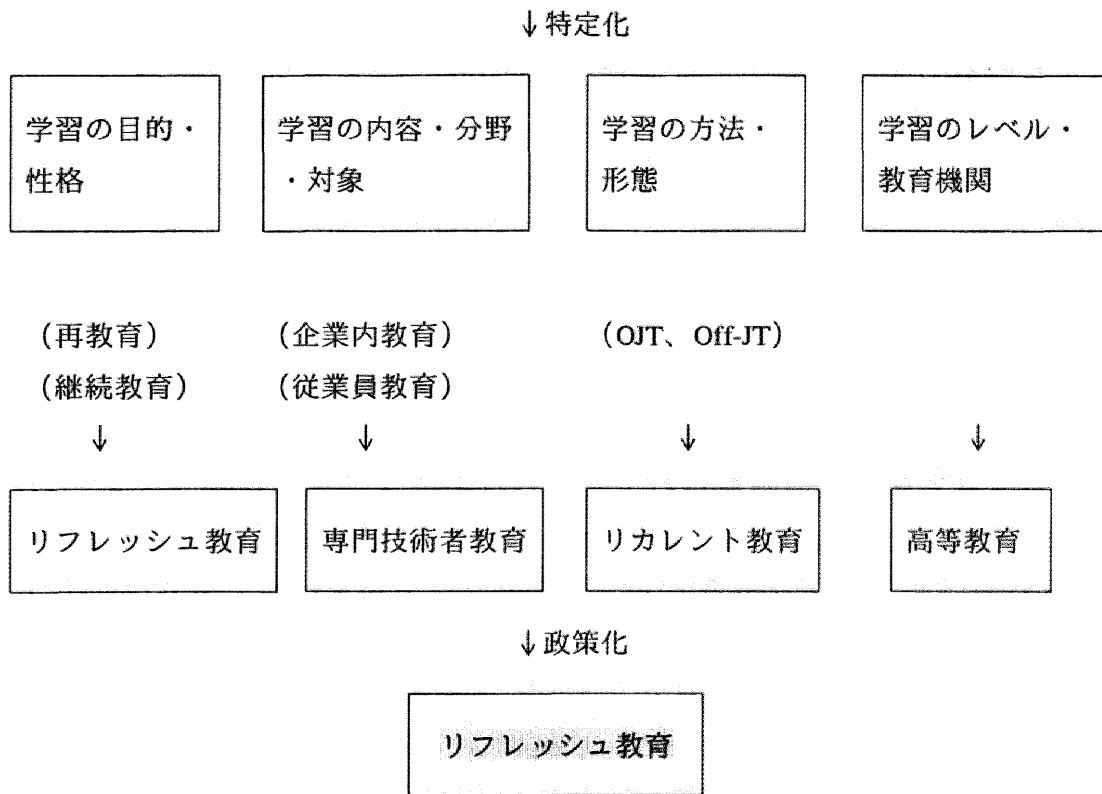 ↓特定化
学習の目的・
性格
学習の内容・分野
・対象
学習の方法・
形態
学習のレベル・
教育機関
(再教育)
(継続教育)
(企業内教育)
(従業員教育)
(OJT、Off-JT)
↓
↓
↓
↓
リフレッシュ教育
専門技術者教育
リカレント教育
高等教育
↓政策化
リフレッシュ教育